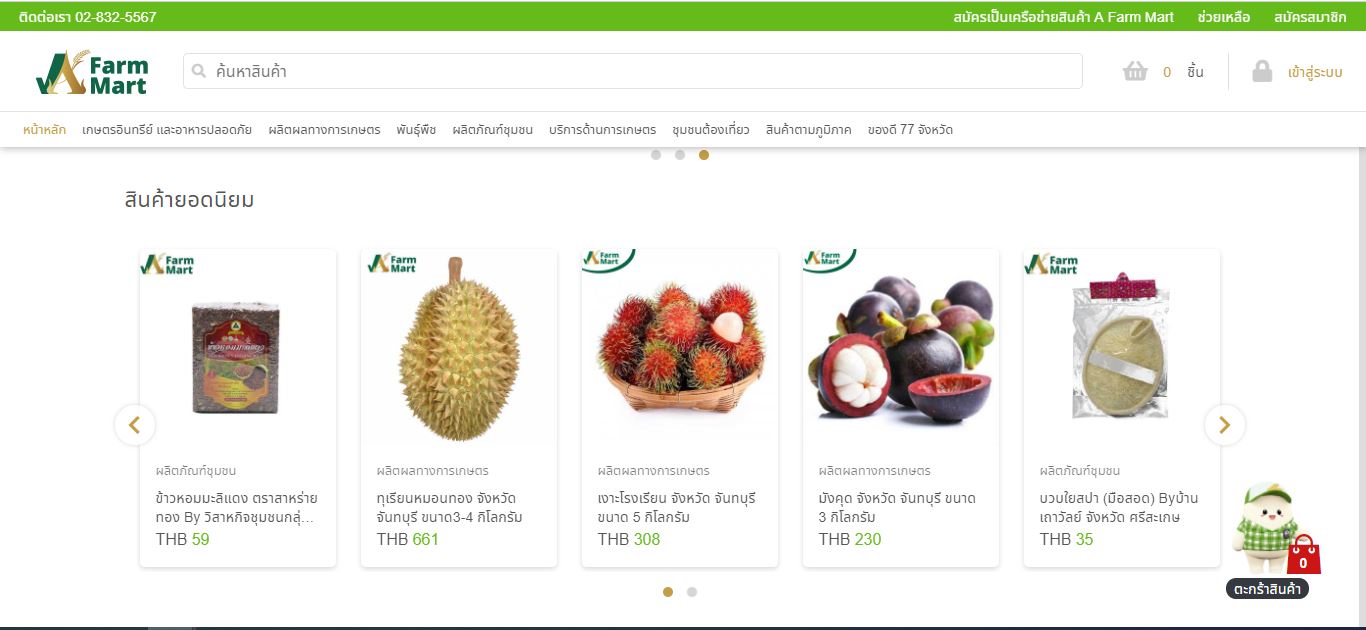 ติดต่อเรา 02-832-5567
สมัครเป็นเครือข่ายสินค้า A Farm Mart ช่วยเหลือ สมัครสมาชิก
A Farm Mart
ค้นหาสินค้า
0 ชิ้น
เข้าสู่ระบบ
หน้าหลัก เกษตรอินทรีย์ และอาหารปลอดภัย ผลิตผลทางการเกษตร พันธุ์พืช ผลิตภัณฑ์ชุมชน บริการด้านการเกษตร ชุมชนท่องเที่ยว สินค้าตามภูมิภาค ของดี 77 จังหวัด
สินค้ายอดนิยม
A Farm Mart
ผลิตภัณฑ์ชุมชน
ข้าวหอมมะลิแดง ตราสาหร่าย
ทอง By วิสาหกิจชุมชนกลุ่...
THB 59
A Farm Mart
ผลิตผลทางการเกษตร
ทุเรียนหมอนทอง จังหวัด
จันทบุรี ขนาด3-4 กิโลกรัม
THB 661
A Farm Mart
ผลิตผลทางการเกษตร
เงาะโรงเรียน จังหวัด จันทบุรี
ขนาด 5 กิโลกรัม
THB 308
A Farm Mart
ผลิตผลทางการเกษตร
มังคุด จังหวัด จันทบุรี ขนาด
3 กิโลกรัม
THB 230
A Farm Mart
ผลิตภัณฑ์ชุมชน
บวบใยสปา (มือสอด) Byบ้าน
เถาวัลย์ จังหวัด ศรีสะเกษ
THB 35
0
ตะกร้าสินค้า